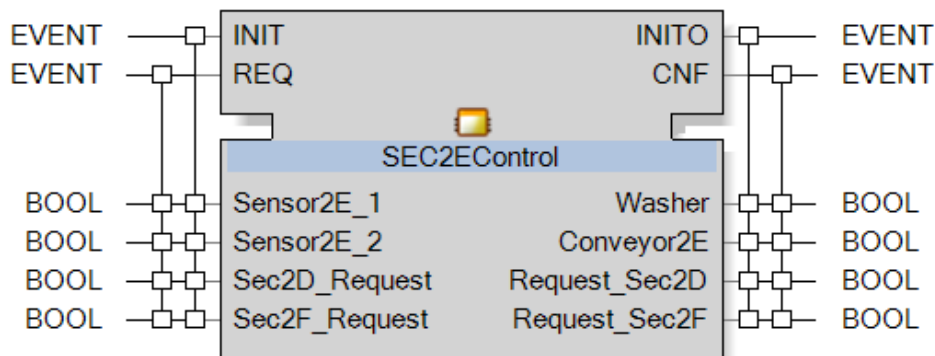 EVENT INIT INITO EVENT
EVENT REQ CNF EVENT
SEC2EControl
BOOL Sensor2E_1 Washer BOOL
BOOL Sensor2E_2 Conveyor2E BOOL
BOOL Sec2D_Request Request_Sec2D BOOL
BOOL Sec2F_Request Request_Sec2F BOOL